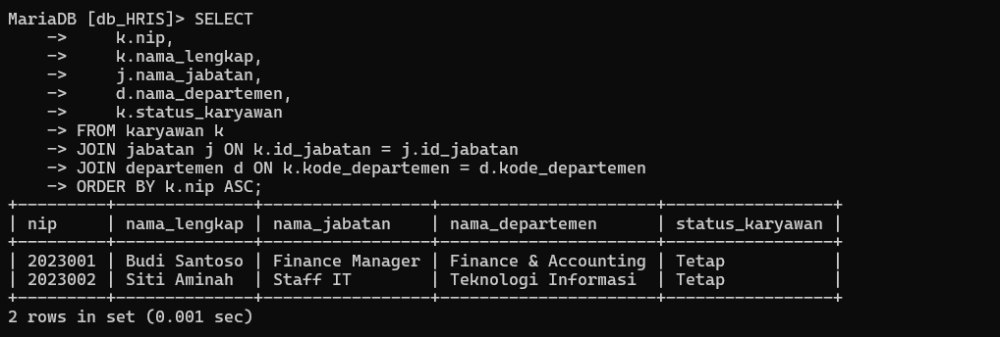 MariaDB [db_HRIS]> SELECT
    ->     k.nip,
    ->     k.nama_lengkap,
    ->     j.nama_jabatan,
    ->     d.nama_departemen,
    ->     k.status_karyawan
    -> FROM karyawan k
    -> JOIN jabatan j ON k.id_jabatan = j.id_jabatan
    -> JOIN departemen d ON k.kode_departemen = d.kode_departemen
    -> ORDER BY k.nip ASC;
+---------+--------------+-----------------+----------------------+-----------------+
| nip     | nama_lengkap | nama_jabatan    | nama_departemen      | status_karyawan |
+---------+--------------+-----------------+----------------------+-----------------+
| 2023001 | Budi Santoso | Finance Manager | Finance & Accounting | Tetap           |
| 2023002 | Siti Aminah  | Staff IT        | Teknologi Informasi  | Tetap           |
+---------+--------------+-----------------+----------------------+-----------------+
2 rows in set (0.001 sec)